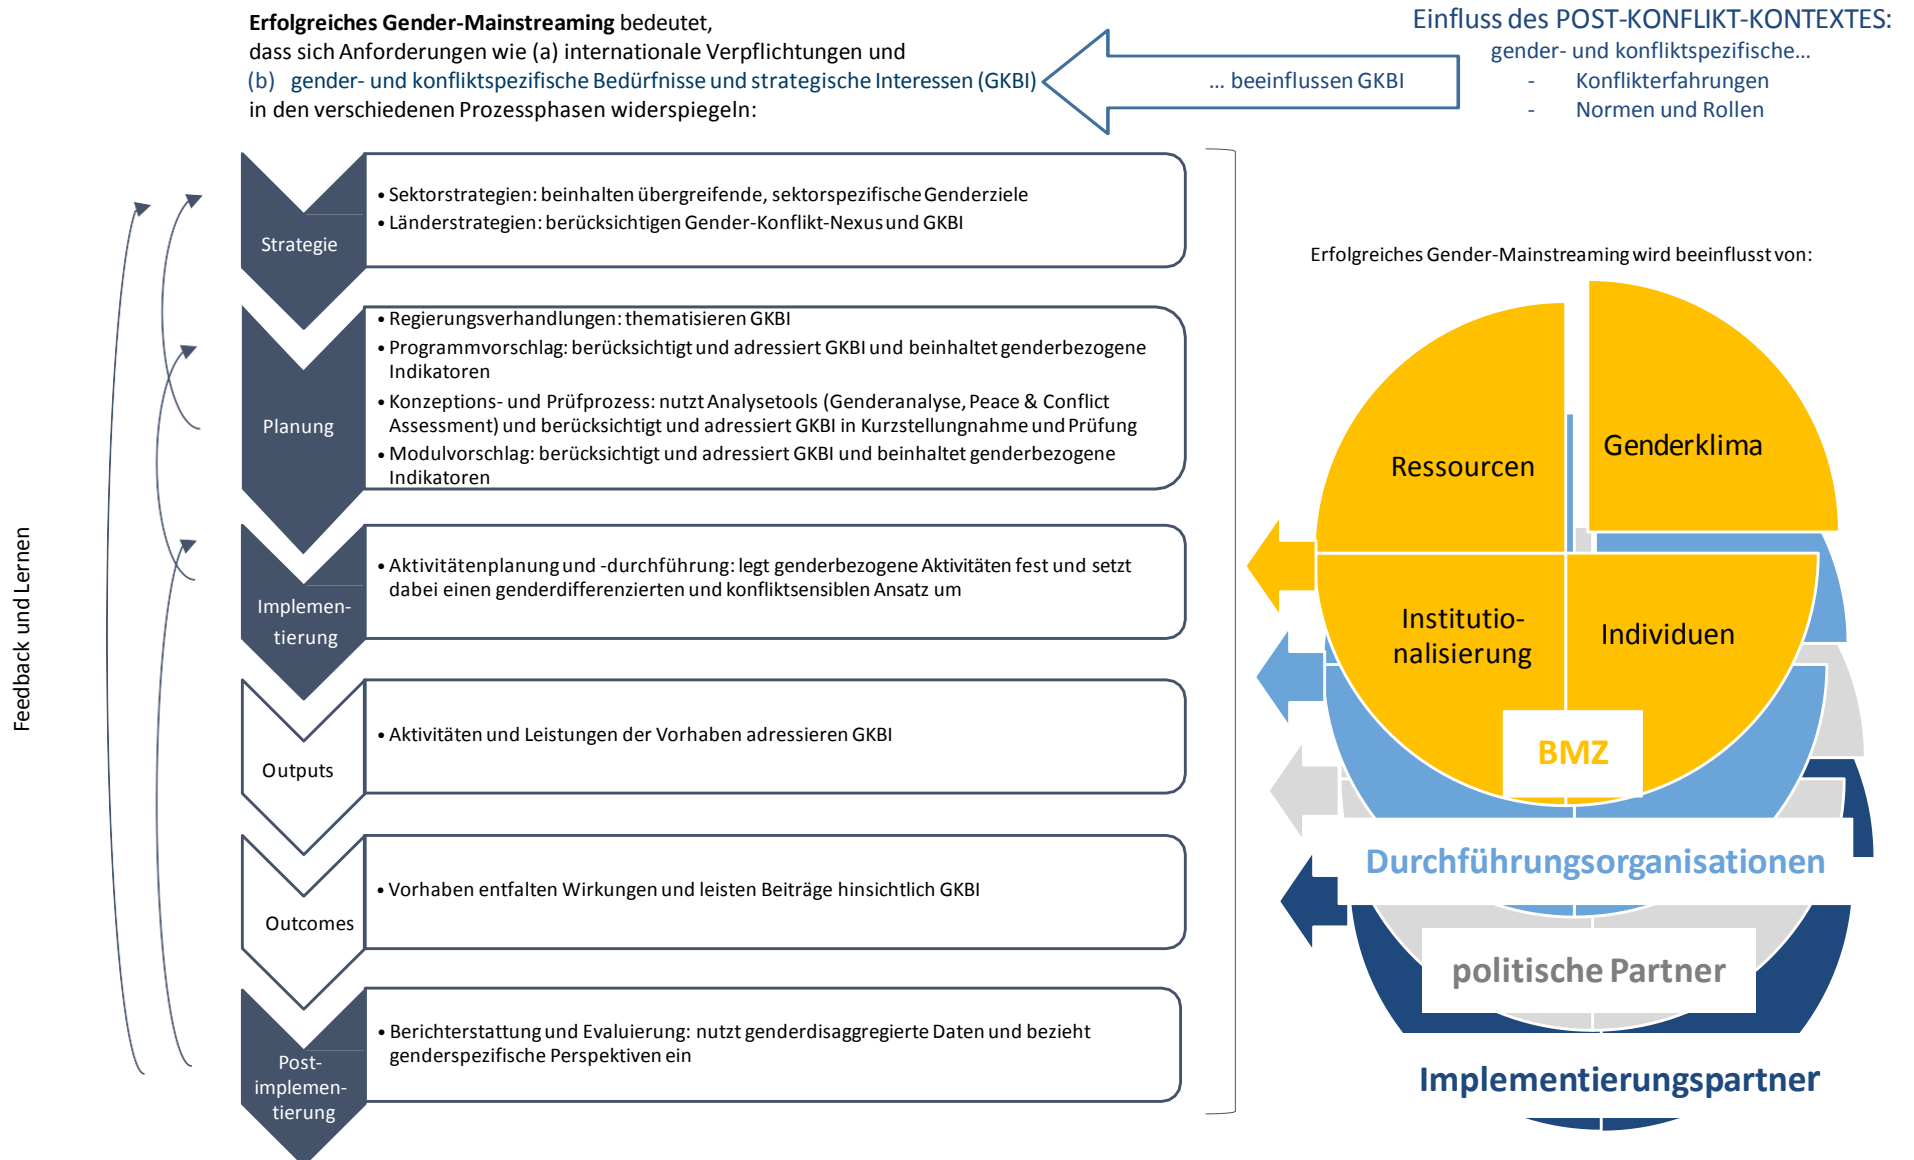 Erfolgreiches Gender-Mainstreaming bedeutet,
dass sich Anforderungen wie (a) internationale Verpflichtungen und
(b) gender- und konfliktspezifische Bedürfnisse und strategische Interessen (GKBI)
in den verschiedenen Prozessphasen widerspiegeln:
... beeinflussen GKBI
Einfluss des POST-KONFLIKT-KONTEXTES:
gender- und konfliktspezifische...
- Konflikterfahrungen
- Normen und Rollen
Feedback und Lernen
Strategie
• Sektorstrategien: beinhalten übergreifende, sektorspezifische Genderziele
• Länderstrategien: berücksichtigen Gender-Konflikt-Nexus und GKBI
Planung
• Regierungsverhandlungen: thematisieren GKBI
• Programmvorschlag: berücksichtigt und adressiert GKBI und beinhaltet genderbezogene
Indikatoren
• Konzeptions- und Prüfprozess: nutzt Analysetools (Genderanalyse, Peace & Conflict
Assessment) und berücksichtigt und adressiert GKBI in Kurzstellungnahme und Prüfung
• Modulvorschlag: berücksichtigt und adressiert GKBI und beinhaltet genderbezogene
Indikatoren
Implemen-
tierung
• Aktivitätenplanung und -durchführung: legt genderbezogene Aktivitäten fest und setzt
dabei einen genderdifferenzierten und konfliktsensiblen Ansatz um
Outputs
• Aktivitäten und Leistungen der Vorhaben adressieren GKBI
Outcomes
• Vorhaben entfalten Wirkungen und leisten Beiträge hinsichtlich GKBI
Post-
implemen-
tierung
• Berichterstattung und Evaluierung: nutzt genderdisaggregierte Daten und bezieht
genderspezifische Perspektiven ein
Erfolgreiches Gender-Mainstreaming wird beeinflusst von:
Ressourcen
Genderklima
Institutio-
nalisierung
Individuen
BMZ
Durchführungsorganisationen
politische Partner
Implementierungspartner